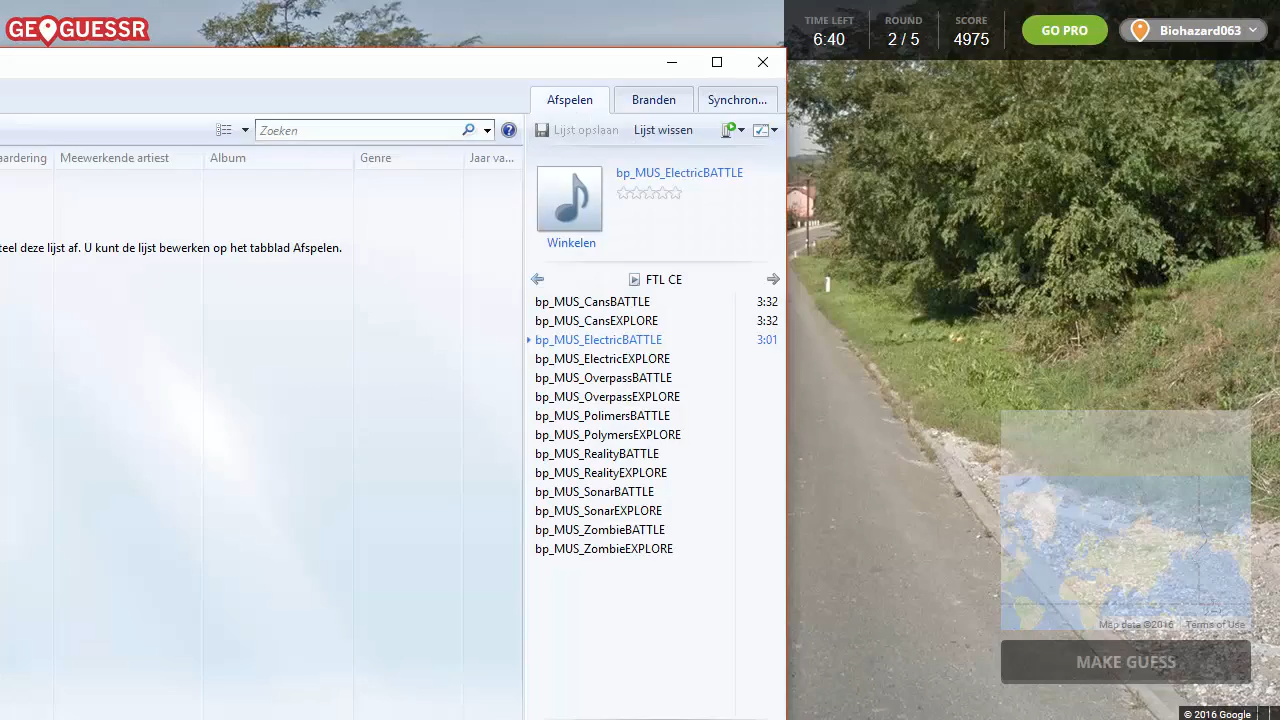 GEOGUESSR
TIME LEFT
6:40
ROUND
2 / 5
SCORE
4975
GO PRO
Biohazard063
Afspelen
Branden
Synchron...
Zoeken
Lijst opslaan
Lijst wissen
aardering
Meewerkende artiest
Album
Genre
Jaar va...
bp_MUS_ElectricBATTLE
Winkelen
teel deze lijst af. U kunt de lijst bewerken op het tabblad Afspelen.
FTL CE
bp_MUS_CansBATTLE 3:32
bp_MUS_CansEXPLORE 3:32
bp_MUS_ElectricBATTLE 3:01
bp_MUS_ElectricEXPLORE
bp_MUS_OverpassBATTLE
bp_MUS_OverpassEXPLORE
bp_MUS_PolimersBATTLE
bp_MUS_PolymersEXPLORE
bp_MUS_RealityBATTLE
bp_MUS_RealityEXPLORE
bp_MUS_SonarBATTLE
bp_MUS_SonarEXPLORE
bp_MUS_ZombieBATTLE
bp_MUS_ZombieEXPLORE
Map data ©2016 Terms of Use
MAKE GUESS
© 2016 Google